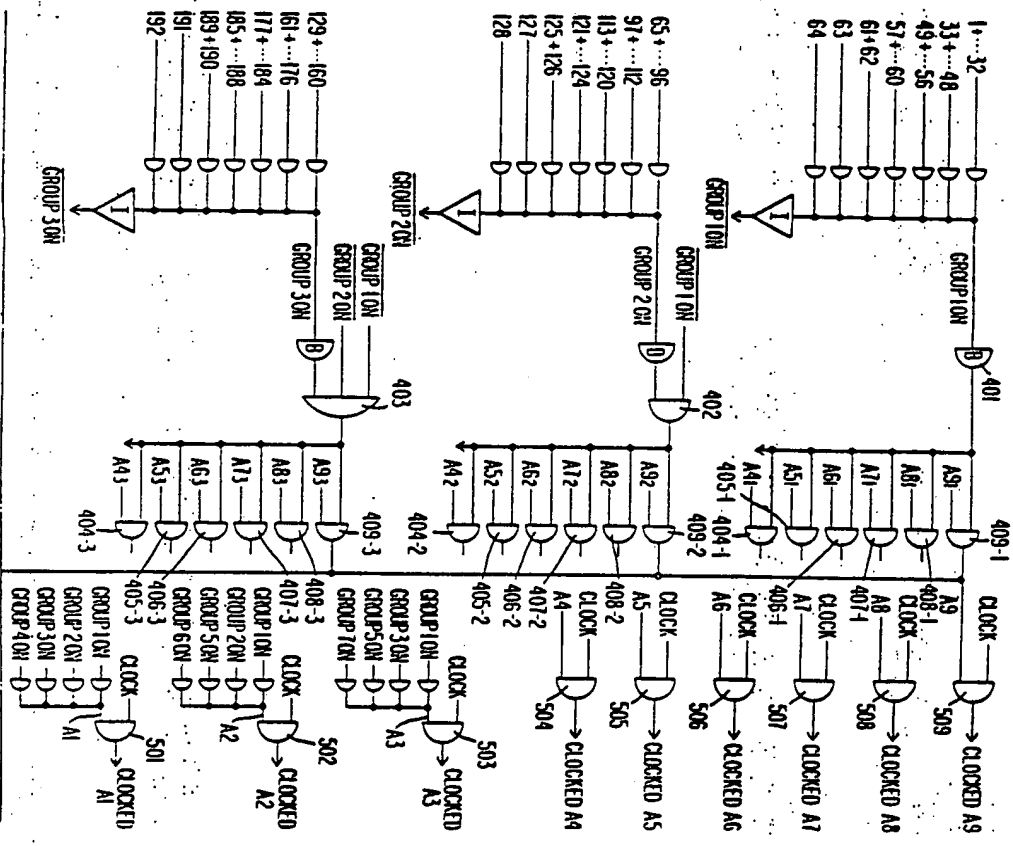 1+···32
33+···48
49+···56
57+···60
61+62
63
64
I
GROUP 1 ON
GROUP 1 ON
B
401
A9₁
A8₁
A7₁
A6₁
A5₁
A4₁
409-1
408-1
407-1
406-1
405-1
404-1
65+···96
97+···112
113+···120
121+···124
125+126
127
128
I
GROUP 2 ON
GROUP 1 ON
GROUP 2 ON
402
A9₂
A8₂
A7₂
A6₂
A5₂
A4₂
409-2
408-2
407-2
406-2
405-2
404-2
129+···160
161+···176
177+···184
185+···188
189+190
191
192
I
GROUP 3 ON
GROUP 1 ON
GROUP 2 ON
GROUP 3 ON
B
403
A9₃
A8₃
A7₃
A6₃
A5₃
A4₃
409-3
408-3
407-3
406-3
405-3
404-3
CLOCK
A9
509
CLOCKED A9
CLOCK
A8
508
CLOCKED A8
CLOCK
A7
507
CLOCKED A7
CLOCK
A6
506
CLOCKED A6
CLOCK
A5
505
CLOCKED A5
CLOCK
A4
504
CLOCKED A4
CLOCK
GROUP 1 ON
GROUP 3 ON
GROUP 5 ON
GROUP 7 ON
A3
503
CLOCKED
A3
CLOCK
GROUP 1 ON
GROUP 2 ON
GROUP 5 ON
GROUP 6 ON
A2
502
CLOCKED
A2
CLOCK
GROUP 1 ON
GROUP 2 ON
GROUP 3 ON
GROUP 4 ON
A1
501
CLOCKED
A1